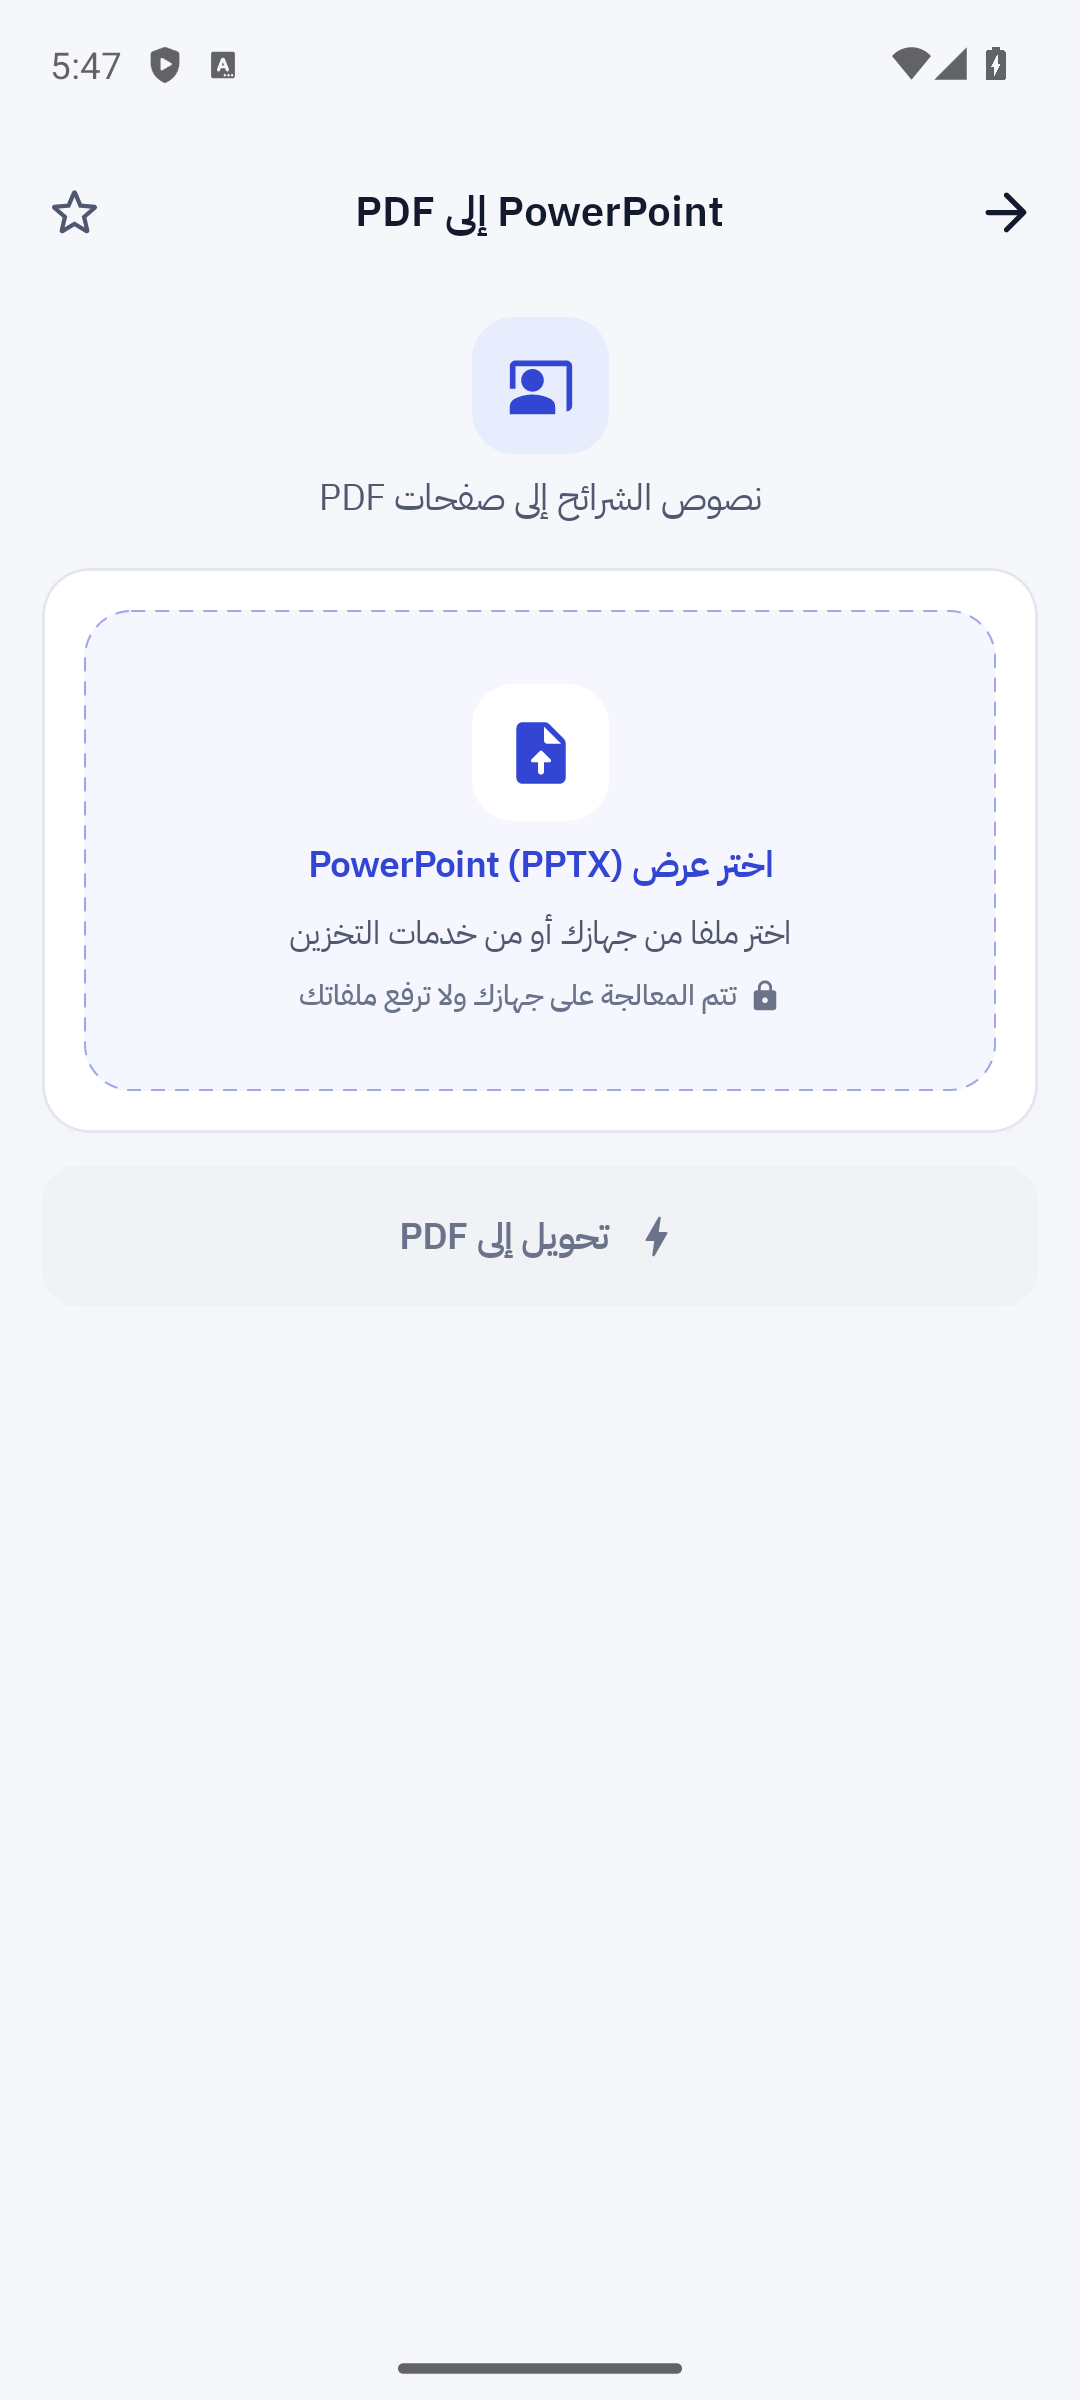 5:47
PowerPoint إلى PDF
نصوص الشرائح إلى صفحات PDF
اختر عرض PowerPoint (PPTX)
اختر ملفا من جهازك أو من خدمات التخزين
تتم المعالجة على جهازك ولا ترفع ملفاتك
تحويل إلى PDF